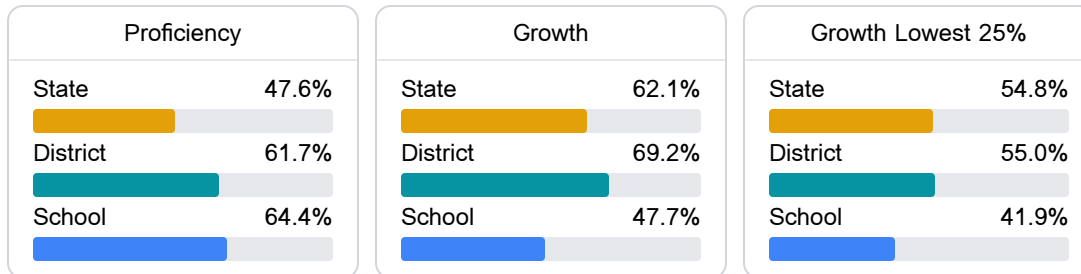 Proficiency
State 47.6%
District 61.7%
School 64.4%
Growth
State 62.1%
District 69.2%
School 47.7%
Growth Lowest 25%
State 54.8%
District 55.0%
School 41.9%